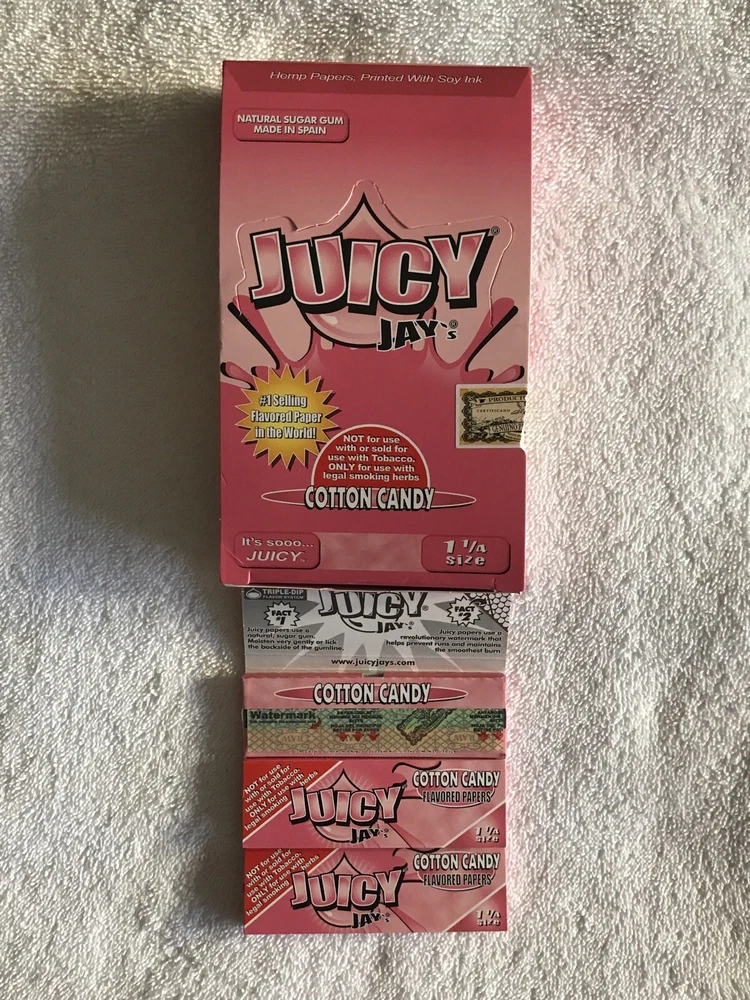 Hemp Papers, Printed With Soy Ink
NATURAL SUGAR GUM
MADE IN SPAIN
JUICY®
JAY's®
#1 Selling
Flavored Paper
in the World!
PRODUCT
CERTIFICADO
GENUINO
NOT for use
with or sold for
use with Tobacco.
ONLY for use with
legal smoking herbs
COTTON CANDY
It's sooo...
JUICY™
1 1/4
size
TRIPLE-DIP
FLAVOR-SYSTEM
JUICY®
JAY's®
FACT
#1
FACT
#2
Juicy papers use a
natural, sugar gum.
Moisten very gently or lick
the backside of the gumline.
Juicy papers use a
revolutionary watermark that
helps prevent runs and maintains
the smoothest burn
www.juicyjays.com
COTTON CANDY
Watermark
NOT for use
with or sold for
use with Tobacco.
ONLY for use with
legal smoking herbs
JUICY
JAY's®
COTTON CANDY
FLAVORED PAPERS
1 1/4
size
NOT for use
with or sold for
use with Tobacco.
ONLY for use with
legal smoking herbs
JUICY
JAY's®
COTTON CANDY
FLAVORED PAPERS
1 1/4
size